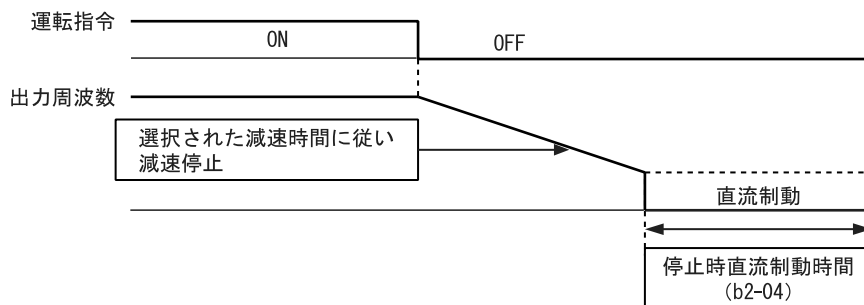 運転指令
ON
OFF
出力周波数
選択された減速時間に従い
減速停止
直流制動
停止時直流制動時間
(b2-04)